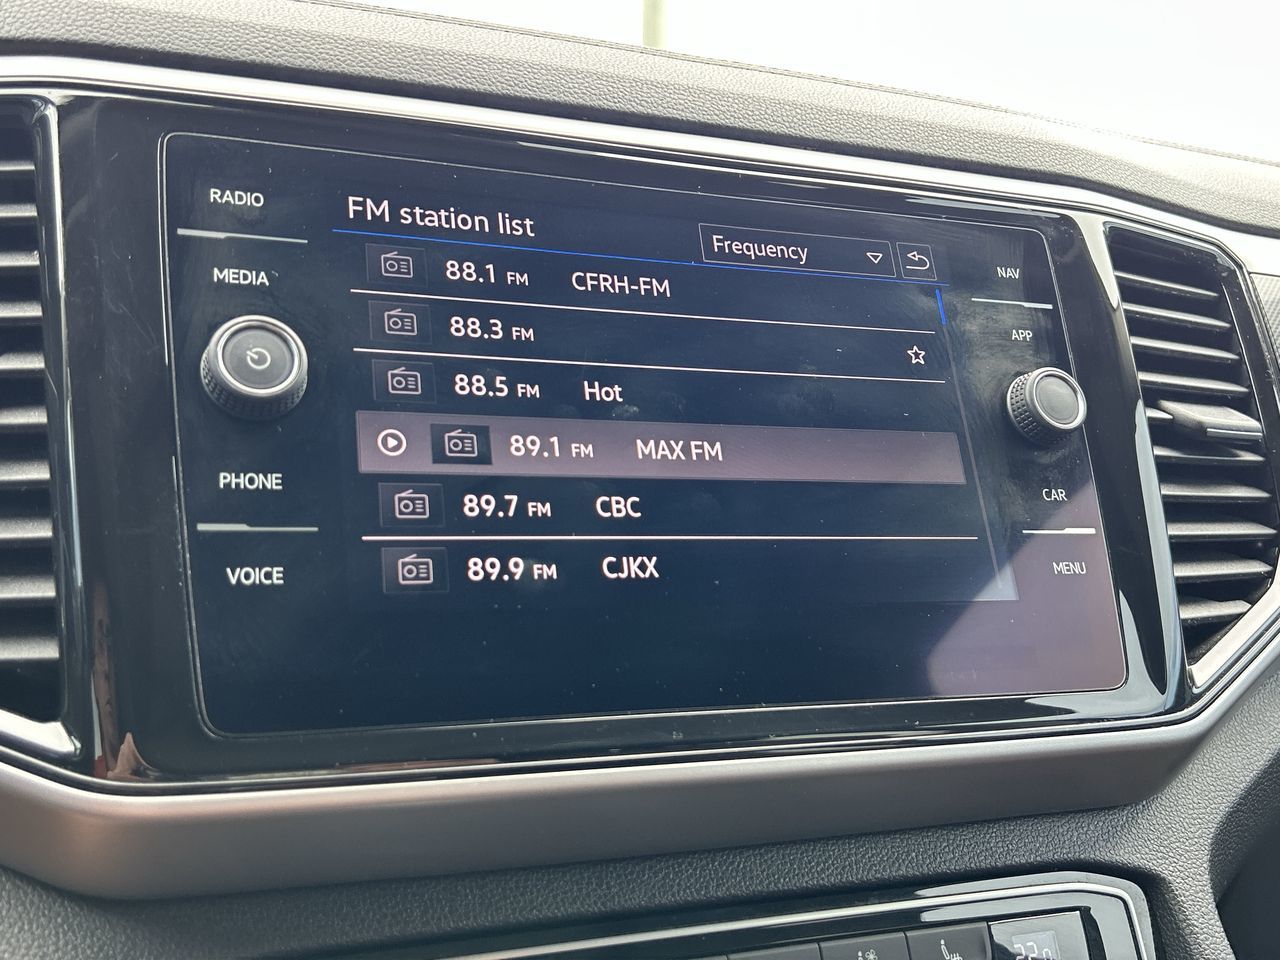 RADIO
MEDIA
PHONE
VOICE
FM station list
Frequency
88.1 FM CFRH-FM
88.3 FM
88.5 FM Hot
89.1 FM MAX FM
89.7 FM CBC
89.9 FM CJKX
NAV
APP
CAR
MENU